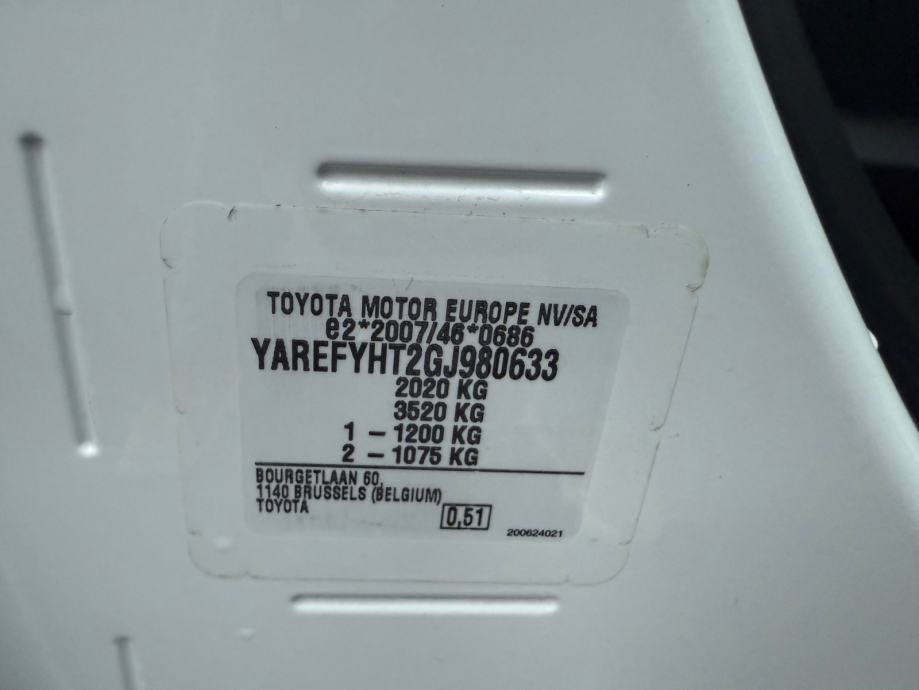 TOYOTA MOTOR EUROPE NV/SA
e2*2007/46*0686
YAREFYHT2GJ980633
2020 KG
3520 KG
1 - 1200 KG
2 - 1075 KG
BOURGETLAAN 60,
1140 BRUSSELS (BELGIUM)
TOYOTA
0,51
200624021